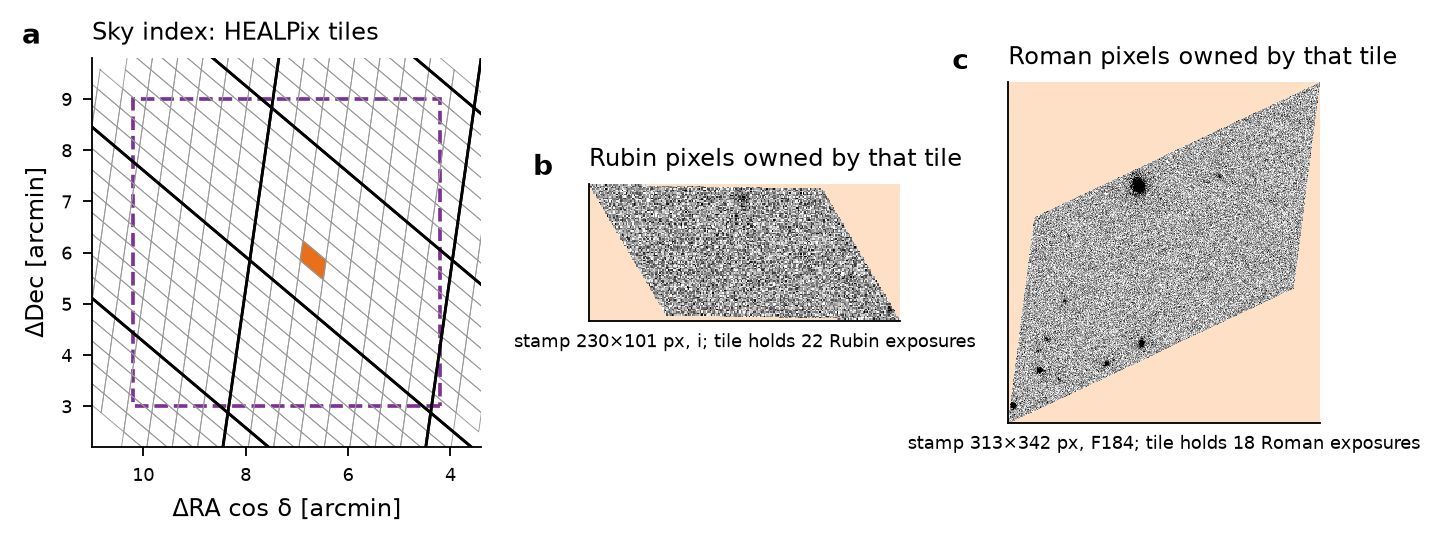 a
Sky index: HEALPix tiles
9
8
7
6
5
4
3
ΔDec [arcmin]
10
8
6
4
ΔRA cos δ [arcmin]
b
Rubin pixels owned by that tile
stamp 230×101 px, i; tile holds 22 Rubin exposures
c
Roman pixels owned by that tile
stamp 313×342 px, F184; tile holds 18 Roman exposures